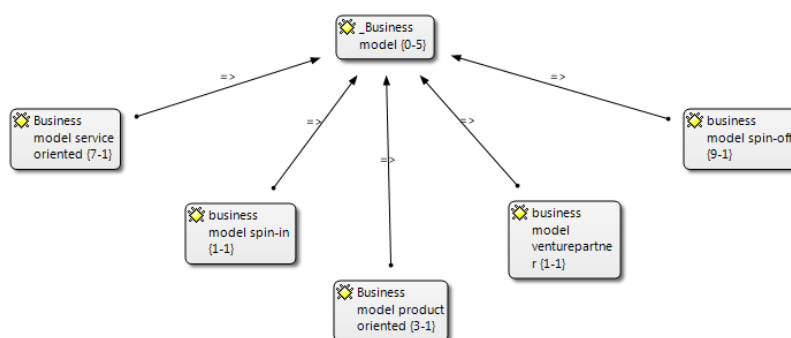 _Business
model {0-5}
=>
=>
=>
=>
=>
Business
model service
oriented {7-1}
business
model spin-off
{9-1}
business
model spin-in
{1-1}
business
model
venturepartne
r {1-1}
Business
model product
oriented {3-1}